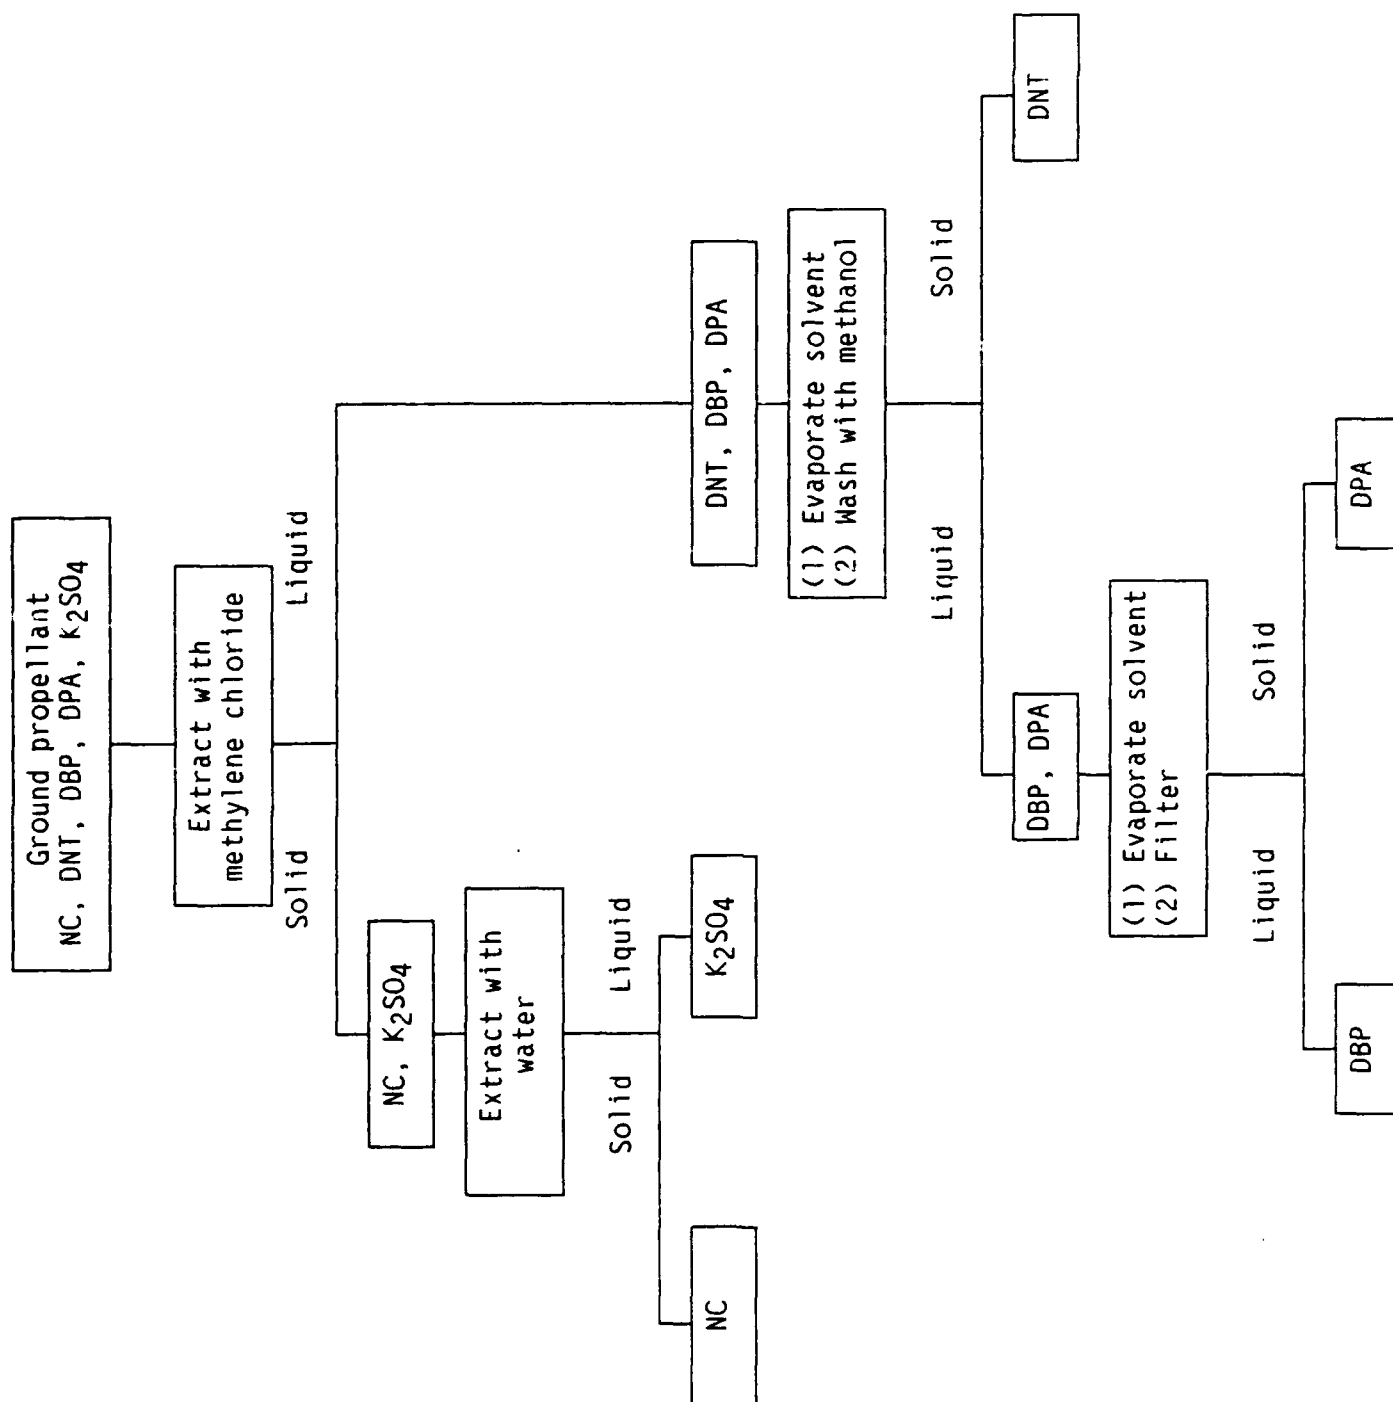 Ground propellant
NC, DNT, DBP, DPA, K₂SO₄
Extract with
methylene chloride
Solid
Liquid
NC, K₂SO₄
Extract with
water
Solid
Liquid
NC
K₂SO₄
DNT, DBP, DPA
(1) Evaporate solvent
(2) Wash with methanol
Liquid
Solid
DBP, DPA
DNT
(1) Evaporate solvent
(2) Filter
Liquid
Solid
DBP
DPA